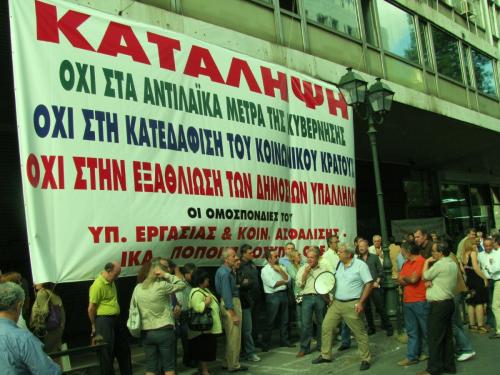 ΚΑΤΑΛΗΨΗ
ΟΧΙ ΣΤΑ ΑΝΤΙΛΑΪΚΑ ΜΕΤΡΑ ΤΗΣ ΚΥΒΕΡΝΗΣΗΣ
ΟΧΙ ΣΤΗ ΚΑΤΕΔΑΦΙΣΗ ΤΟΥ ΚΟΙΝΩΝΙΚΟΥ ΚΡΑΤΟΥΣ
ΟΧΙ ΣΤΗΝ ΕΞΑΘΛΙΩΣΗ ΤΩΝ ΔΗΜΟΣΙΩΝ ΥΠΑΛΛΗΛΩΝ
ΟΙ ΟΜΟΣΠΟΝΔΙΕΣ ΤΟΥ
ΥΠ. ΕΡΓΑΣΙΑΣ & ΚΟΙΝ. ΑΣΦΑΛΙΣΗΣ -
ΙΚΑ